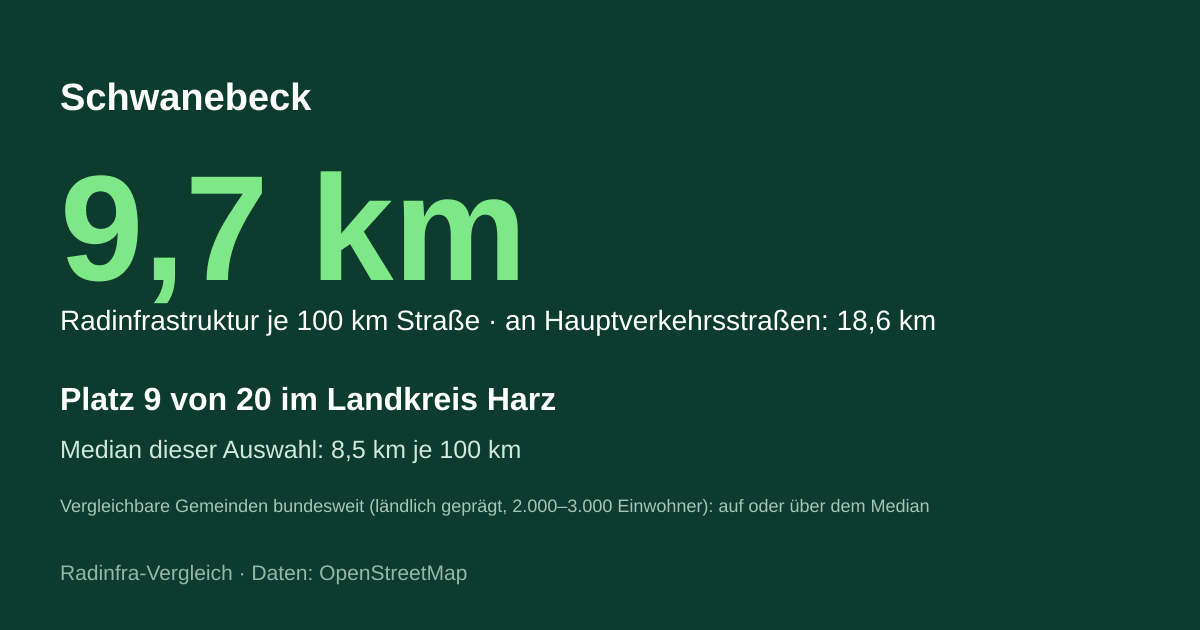 Schwanebeck
9,7 km
Radinfrastruktur je 100 km Straße · an Hauptverkehrsstraßen: 18,6 km
Platz 9 von 20 im Landkreis Harz
Median dieser Auswahl: 8,5 km je 100 km
Vergleichbare Gemeinden bundesweit (ländlich geprägt, 2.000–3.000 Einwohner): auf oder über dem Median
Radinfra-Vergleich · Daten: OpenStreetMap